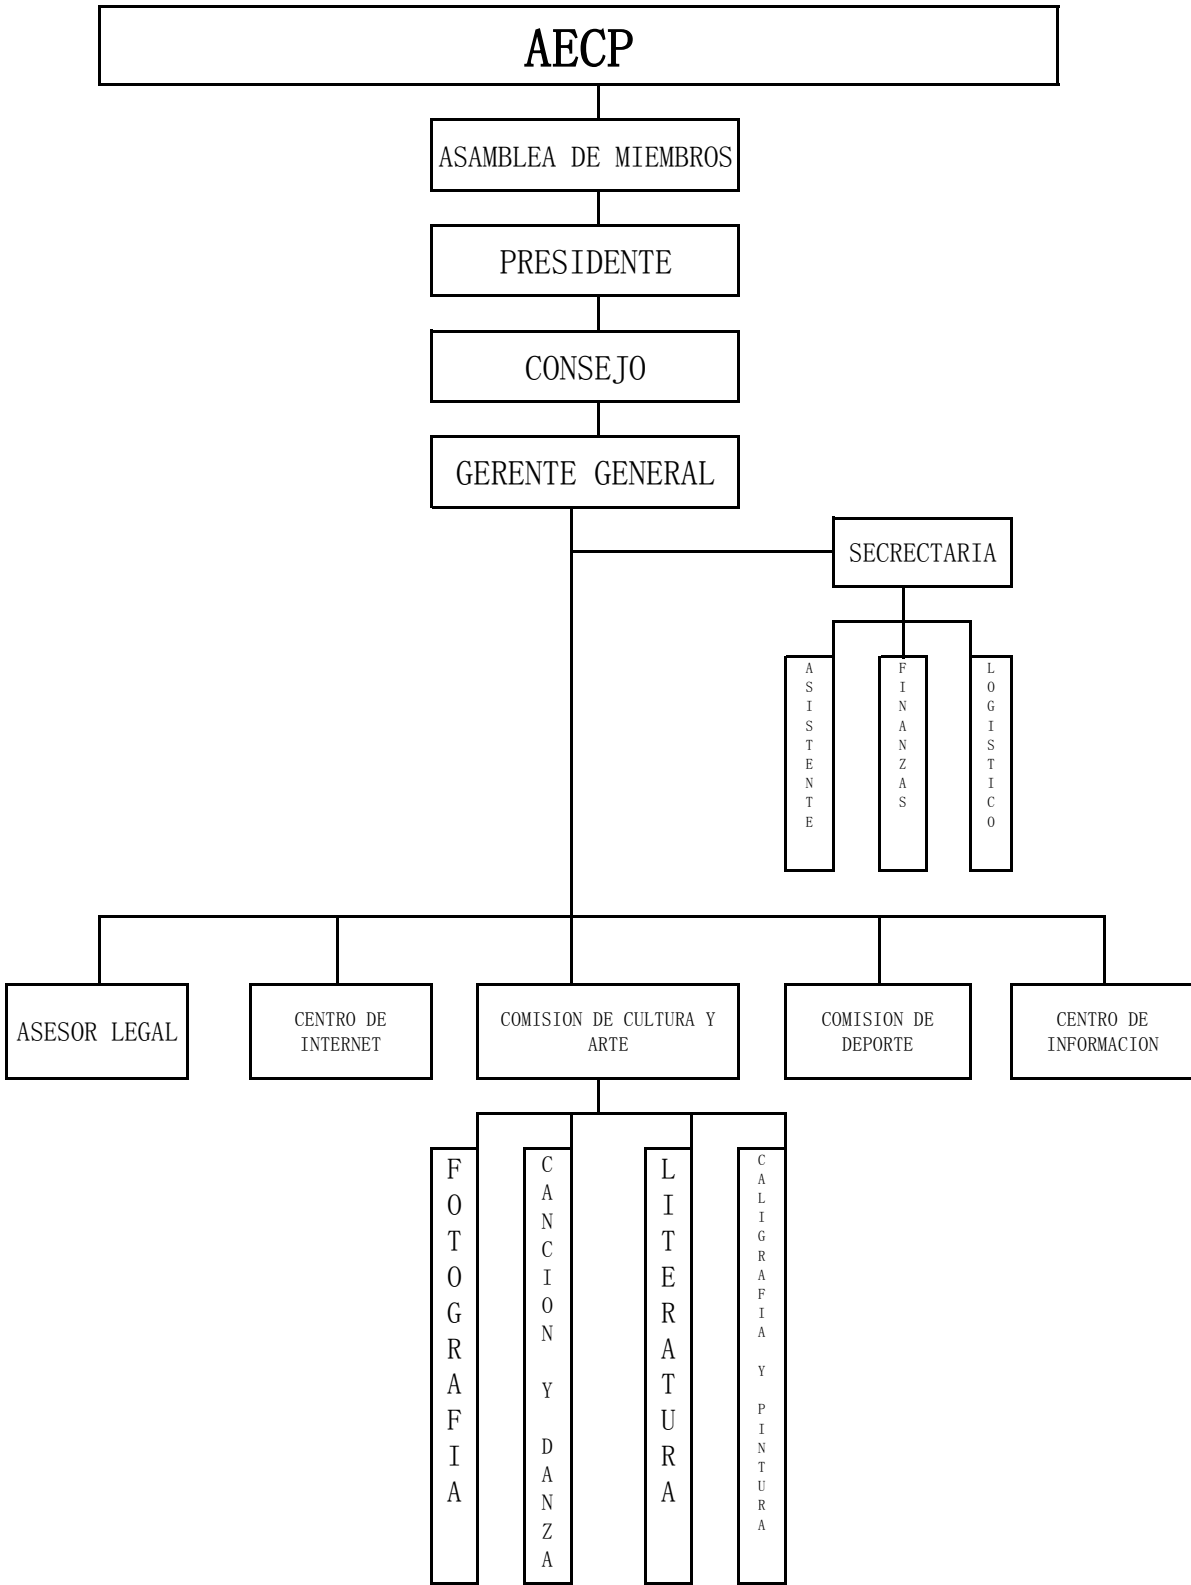 AECP
ASAMBLEA DE MIEMBROS
PRESIDENTE
CONSEJO
GERENTE GENERAL
SECRECTARIA
ASISTENTE
FINANZAS
LOGISTICO
ASESOR LEGAL
CENTRO DE
INTERNET
COMISION DE CULTURA Y
ARTE
COMISION DE
DEPORTE
CENTRO DE
INFORMACION
FOTOGRAFIA
CANCION Y DANZA
LITERATURA
CALIGRAFIA Y PINTURA